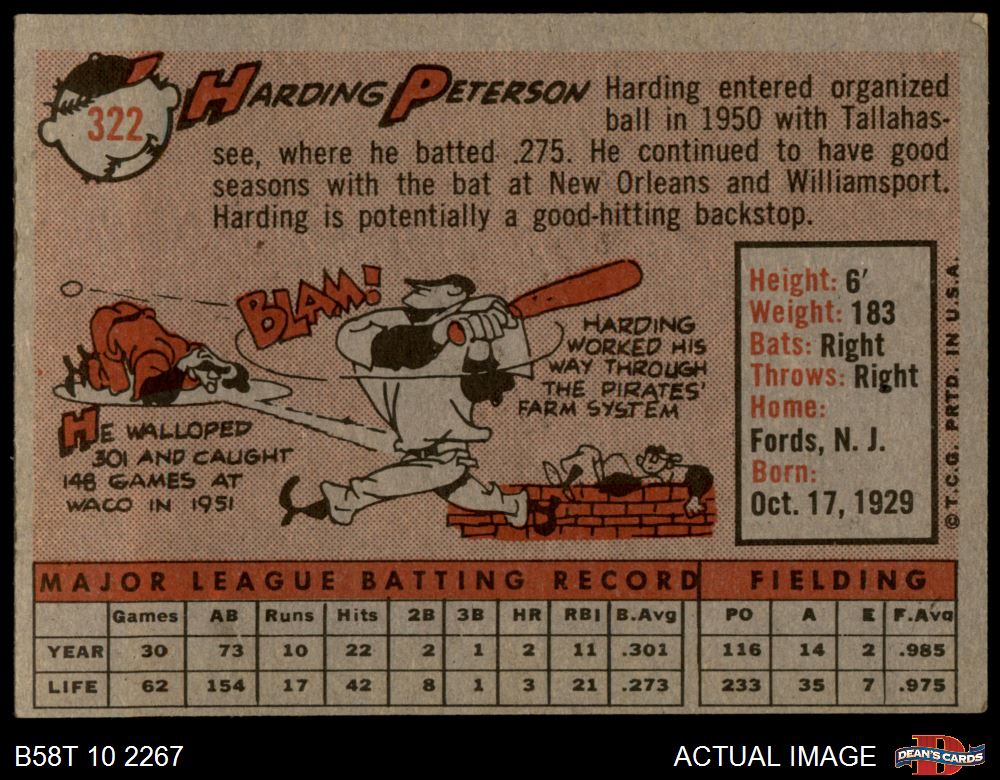 322
HARDING PETERSON
Harding entered organized
ball in 1950 with Tallahas-
see, where he batted .275. He continued to have good
seasons with the bat at New Orleans and Williamsport.
Harding is potentially a good-hitting backstop.
BLAM!
HARDING
WORKED HIS
WAY THROUGH
THE PIRATES'
FARM SYSTEM
HE WALLOPED
301 AND CAUGHT
148 GAMES AT
WACO IN 1951
Height: 6'
Weight: 183
Bats: Right
Throws: Right
Home:
Fords, N. J.
Born:
Oct. 17, 1929
© T.C.G. PRTD. IN U.S.A.
MAJOR LEAGUE BATTING RECORD FIELDING
Games AB Runs Hits 2B 3B HR RBI B.Avg PO A E F.Avg
YEAR 30 73 10 22 2 1 2 11 .301 116 14 2 .985
LIFE 62 154 17 42 8 1 3 21 .273 233 35 7 .975
B58T 10 2267
ACTUAL IMAGE
D
DEAN'S CARDS